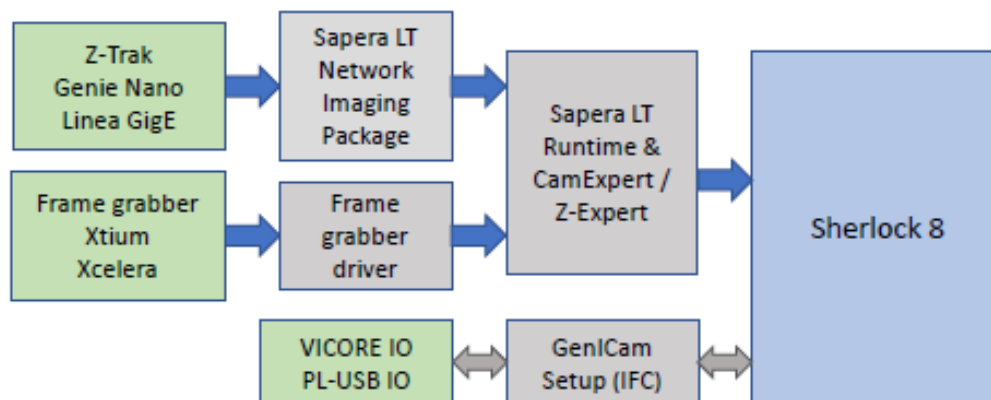 Z-Trak
Genie Nano
Linea GigE
Sapera LT
Network
Imaging
Package
Sapera LT
Runtime &
CamExpert /
Z-Expert
Sherlock 8
Frame grabber
Xtium
Xcelera
Frame
grabber
driver
VICORE IO
PL-USB IO
GenICam
Setup (IFC)